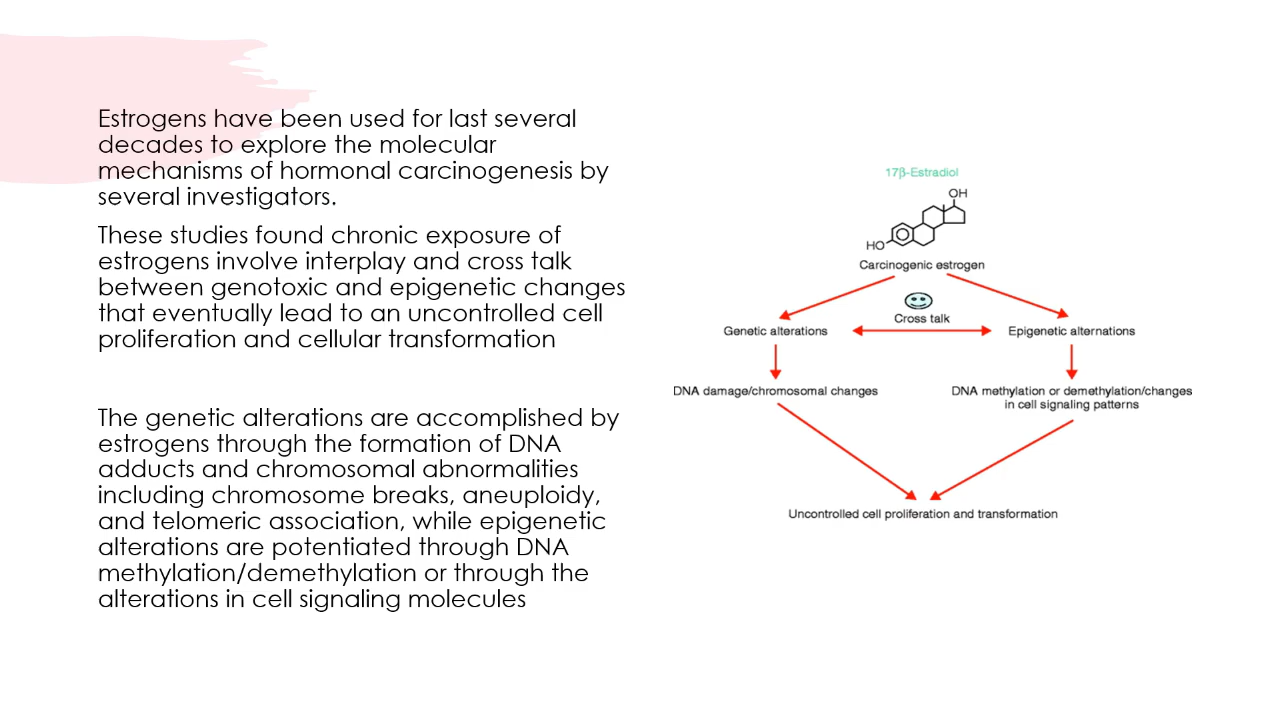 Estrogens have been used for last several
decades to explore the molecular
mechanisms of hormonal carcinogenesis by
several investigators.
These studies found chronic exposure of
estrogens involve interplay and cross talk
between genotoxic and epigenetic changes
that eventually lead to an uncontrolled cell
proliferation and cellular transformation
The genetic alterations are accomplished by
estrogens through the formation of DNA
adducts and chromosomal abnormalities
including chromosome breaks, aneuploidy,
and telomeric association, while epigenetic
alterations are potentiated through DNA
methylation/demethylation or through the
alterations in cell signaling molecules
17β-Estradiol
OH
HO
Carcinogenic estrogen
Cross talk
Genetic alterations
Epigenetic alternations
DNA damage/chromosomal changes
DNA methylation or demethylation/changes
in cell signaling patterns
Uncontrolled cell proliferation and transformation